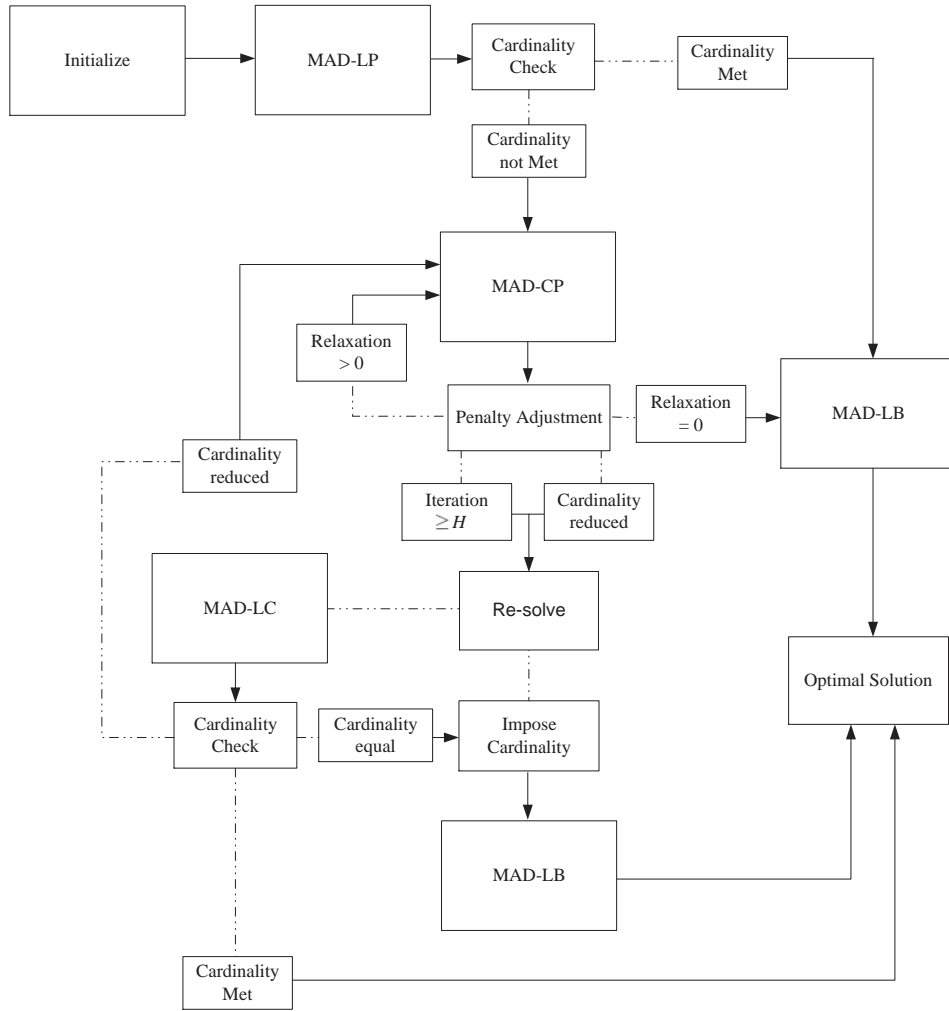 Initialize
MAD-LP
Cardinality
Check
Cardinality
Met
Cardinality
not Met
MAD-CP
Relaxation
> 0
Penalty Adjustment
Relaxation
= 0
MAD-LB
Cardinality
reduced
Iteration
≥ H
Cardinality
reduced
MAD-LC
Re-solve
Optimal Solution
Cardinality
Check
Cardinality
equal
Impose
Cardinality
MAD-LB
Cardinality
Met